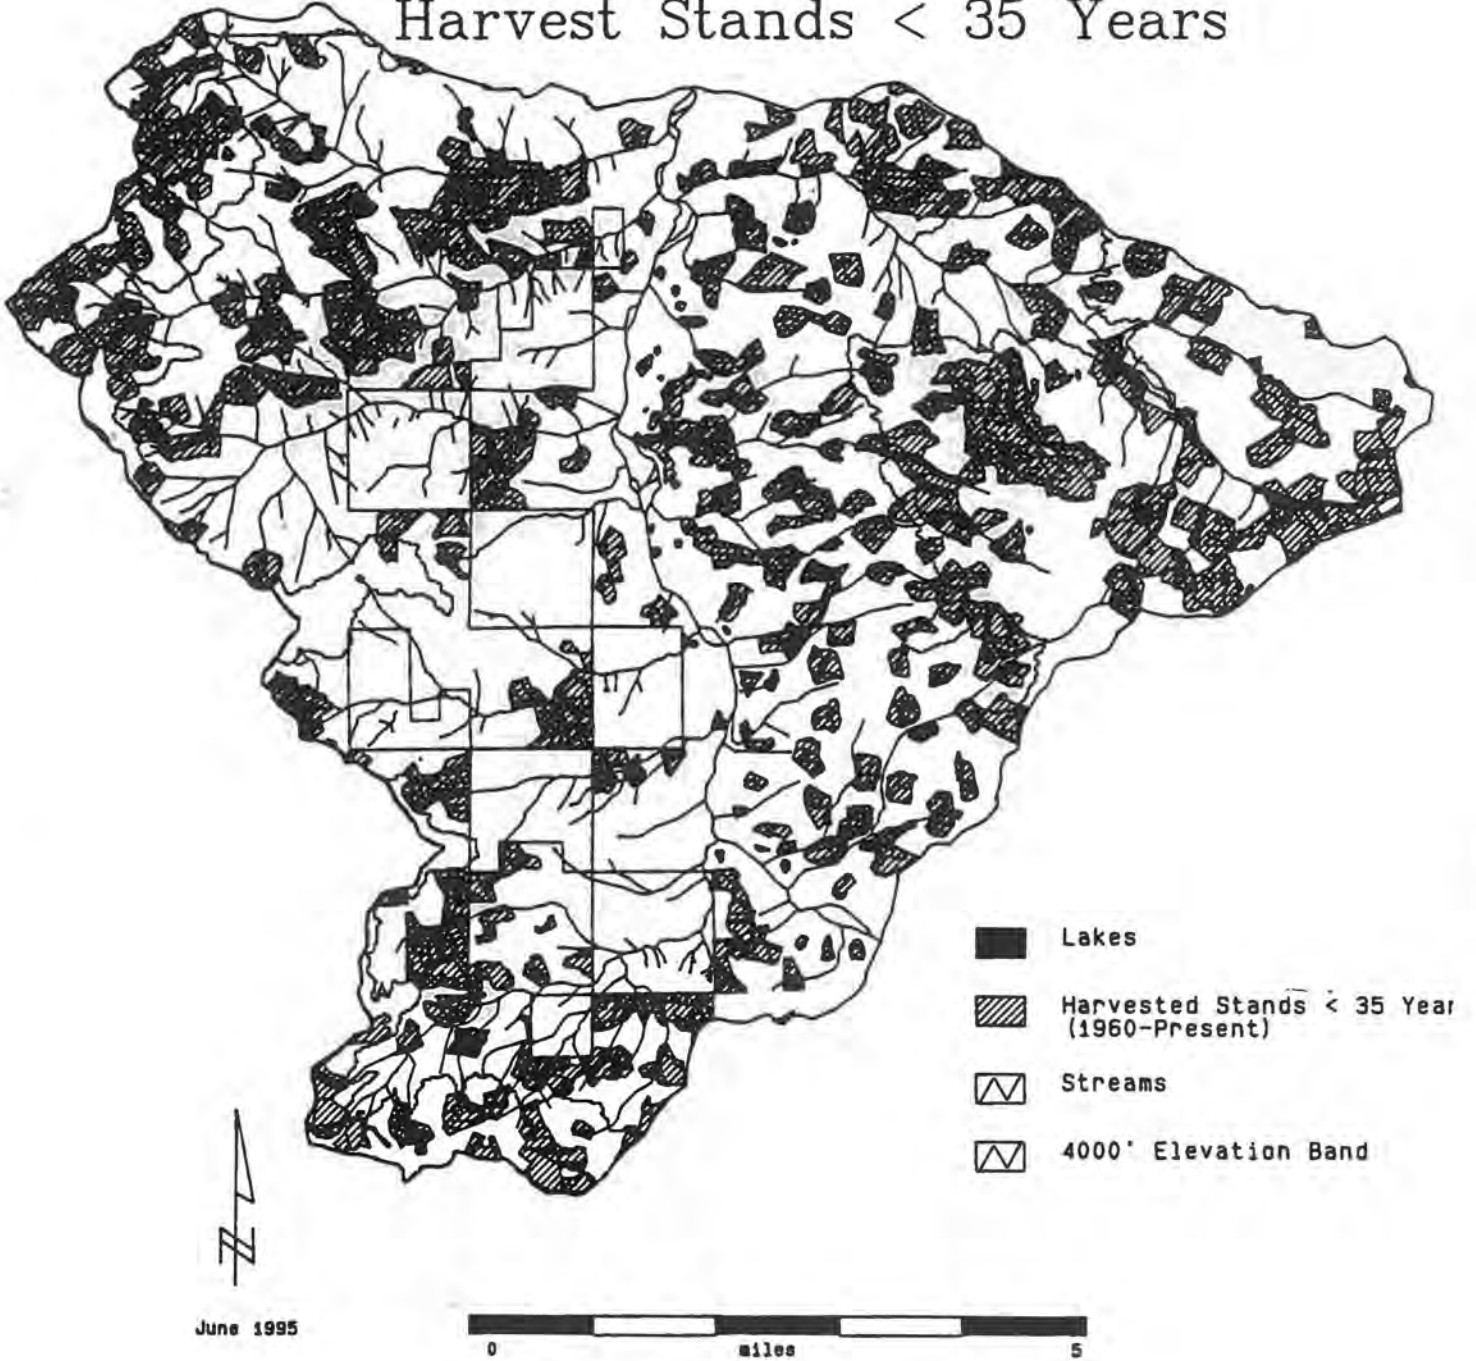 Harvest Stands < 35 Years
Lakes
Harvested Stands < 35 Year
(1960-Present)
Streams
4000' Elevation Band
N
June 1995
0 miles 5